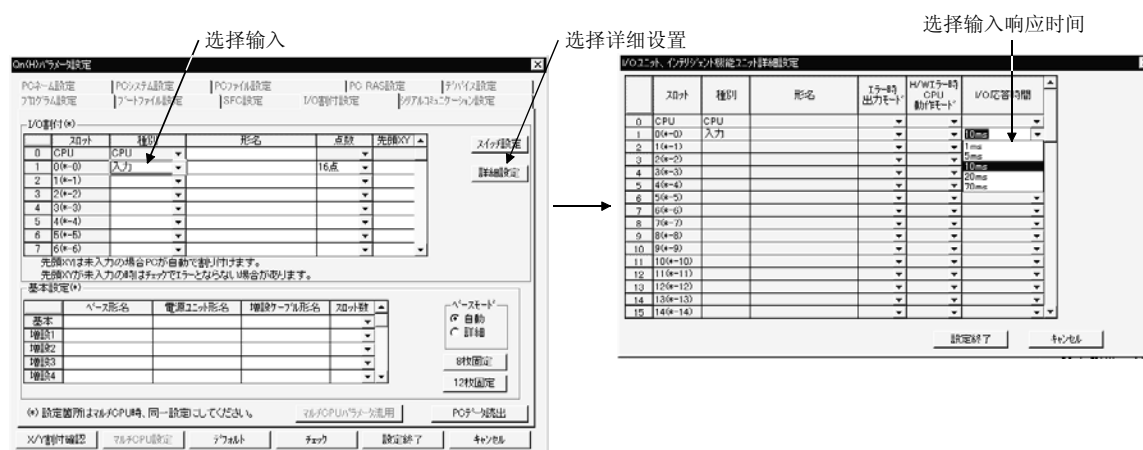 选择输入
选择详细设置
选择输入响应时间
Qn(H)パラメータ設定
PCネーム設定 PCシステム設定 PCファイル設定 PC RAS設定 デバイス設定
プログラム設定 ブートファイル設定 SFC設定 I/O割付設定 シリアルコミュニケーション設定
I/O割付(*)
スロット 種別 形名 点数 先頭XY
0 CPU CPU
1 0(*-0) 入力 16点
2 1(*-1)
3 2(*-2)
4 3(*-3)
5 4(*-4)
6 5(*-5)
7 6(*-6)
スイッチ設定
詳細設定
先頭XYは未入力の場合PCが自動で割り付けます。
先頭XYが未入力の時はチェックでエラーとならない場合があります。
基本設定(*)
ベース形名 電源ユニット形名 増設ケーブル形名 スロット数
基本
増設1
増設2
増設3
増設4
ベースモード
自動
詳細
8枚固定
12枚固定
(*) 設定箇所はマルチCPU時、同一設定にしてください。
マルチCPUパラメータ流用
PCデータ読出
X/Y割付確認 マルチCPU設定 デフォルト チェック 設定終了 キャンセル
I/Oユニット、インテリジェント機能ユニット詳細設定
スロット 種別 形名 エラー時出力モード H/Wエラー時CPU動作モード I/O応答時間
0 CPU CPU
1 0(*-0) 入力 10ms
2 1(*-1) 1ms
3 2(*-2) 5ms
10ms
4 3(*-3) 20ms
5 4(*-4) 70ms
6 5(*-5)
7 6(*-6)
8 7(*-7)
9 8(*-8)
10 9(*-9)
11 10(*-10)
12 11(*-11)
13 12(*-12)
14 13(*-13)
15 14(*-14)
設定終了 キャンセル